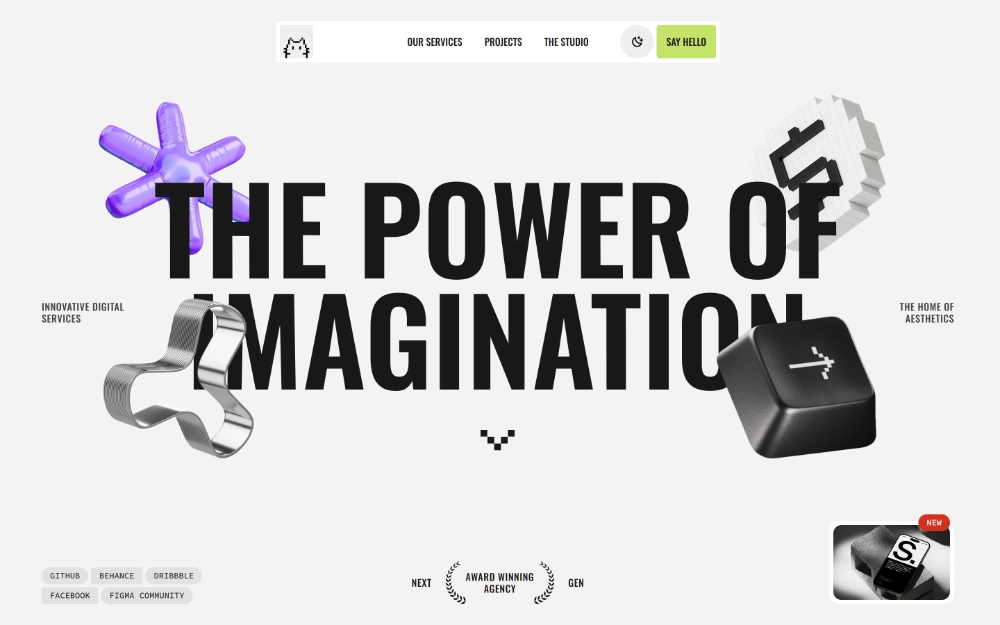 OUR SERVICES
PROJECTS
THE STUDIO
SAY HELLO
THE POWER OF
IMAGINATION
INNOVATIVE DIGITAL
SERVICES
THE HOME OF
AESTHETICS
NEW
S.
GITHUB
BEHANCE
DRIBBBLE
FACEBOOK
FIGMA COMMUNITY
NEXT
AWARD WINNING
AGENCY
GEN